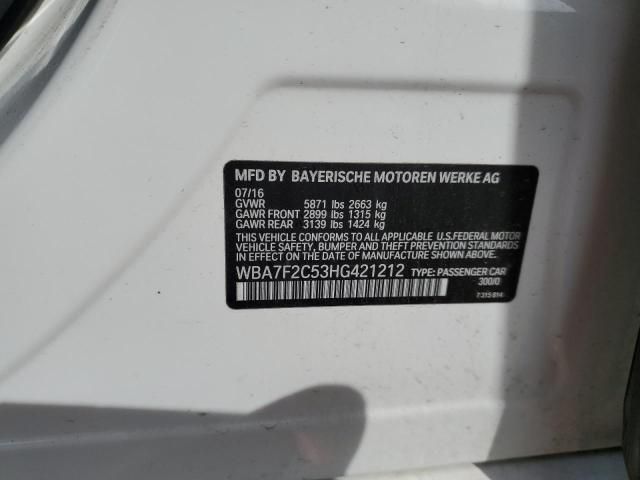 MFD BY BAYERISCHE MOTOREN WERKE AG
07/16
GVWR 5871 lbs 2663 kg
GAWR FRONT 2899 lbs 1315 kg
GAWR REAR 3139 lbs 1424 kg
THIS VEHICLE CONFORMS TO ALL APPLICABLE U.S.FEDERAL MOTOR
VEHICLE SAFETY, BUMPER AND THEFT PREVENTION STANDARDS
IN EFFECT ON THE DATE OF MANUFACTURE SHOWN ABOVE.
WBA7F2C53HG421212 TYPE: PASSENGER CAR
300/0
7315 814